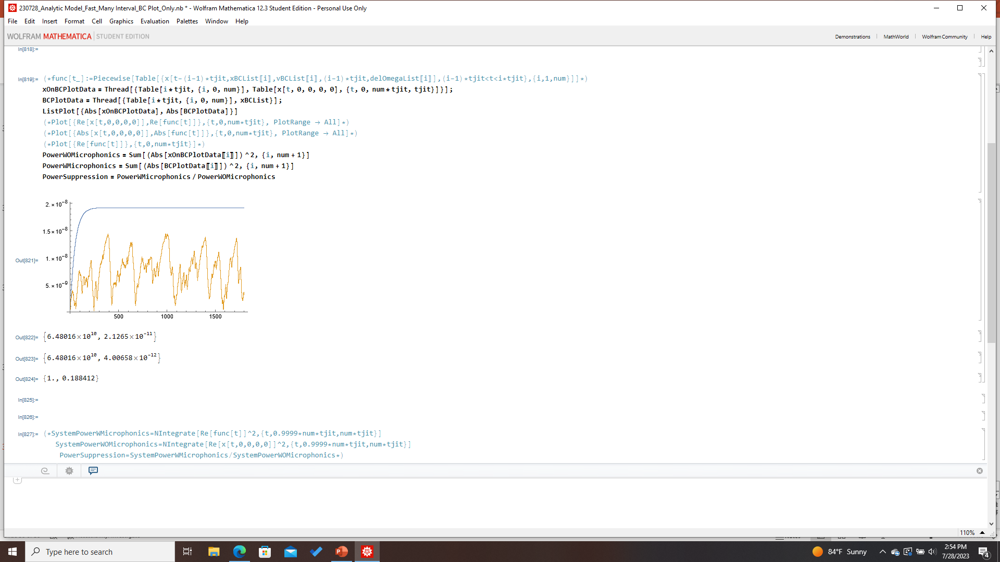 230728_Analytic Model_Fast_Many Interval_BC Plot_Only.nb * - Wolfram Mathematica 12.3 Student Edition - Personal Use Only
File Edit Insert Format Cell Graphics Evaluation Palettes Window Help
WOLFRAM MATHEMATICA STUDENT EDITION
Demonstrations MathWorld Wolfram Community Help
In[818]:=
In[819]:= (*func[t_]:=Piecewise[Table[{x[t-(i-1)*tjit,xBCList〚i〛,vBCList〚i〛,(i-1)*tjit,delOmegaList〚i〛],(i-1)*tjit<t<i*tjit},{i,1,num}]]*)
xOnBCPlotData = Thread[{Table[i*tjit, {i, 0, num}], Table[x[t, 0, 0, 0, 0], {t, 0, num*tjit, tjit}]}];
BCPlotData = Thread[{Table[i*tjit, {i, 0, num}], xBCList}];
ListPlot[{Abs[xOnBCPlotData], Abs[BCPlotData]}]
(*Plot[{Re[x[t,0,0,0,0]],Re[func[t]]},{t,0,num*tjit}, PlotRange → All]*)
(*Plot[{Abs[x[t,0,0,0,0]],Abs[func[t]]},{t,0,num*tjit}, PlotRange → All]*)
(*Plot[{Re[func[t]]},{t,0,num*tjit}]*)
PowerWOMicrophonics = Sum[(Abs[xOnBCPlotData〚i〛])^2, {i, num + 1}]
PowerWMicrophonics = Sum[(Abs[BCPlotData〚i〛])^2, {i, num + 1}]
PowerSuppression = PowerWMicrophonics / PowerWOMicrophonics
2.×10⁻⁸
1.5×10⁻⁸
Out[821]= 1.×10⁻⁸
5.×10⁻⁹
500 1000 1500
Out[822]= {6.48016×10¹⁰, 2.1265×10⁻¹¹}
Out[823]= {6.48016×10¹⁰, 4.00658×10⁻¹²}
Out[824]= {1., 0.188412}
In[825]:=
In[826]:=
In[827]:= (*SystemPowerWMicrophonics=NIntegrate[Re[func[t]]^2,{t,0.9999*num*tjit,num*tjit}]
SystemPowerWOMicrophonics=NIntegrate[Re[x[t,0,0,0,0]]^2,{t,0.9999*num*tjit,num*tjit}]
PowerSuppression=SystemPowerWMicrophonics/SystemPowerWOMicrophonics*)
110%
Type here to search
84°F Sunny
2:54 PM
7/28/2023
4